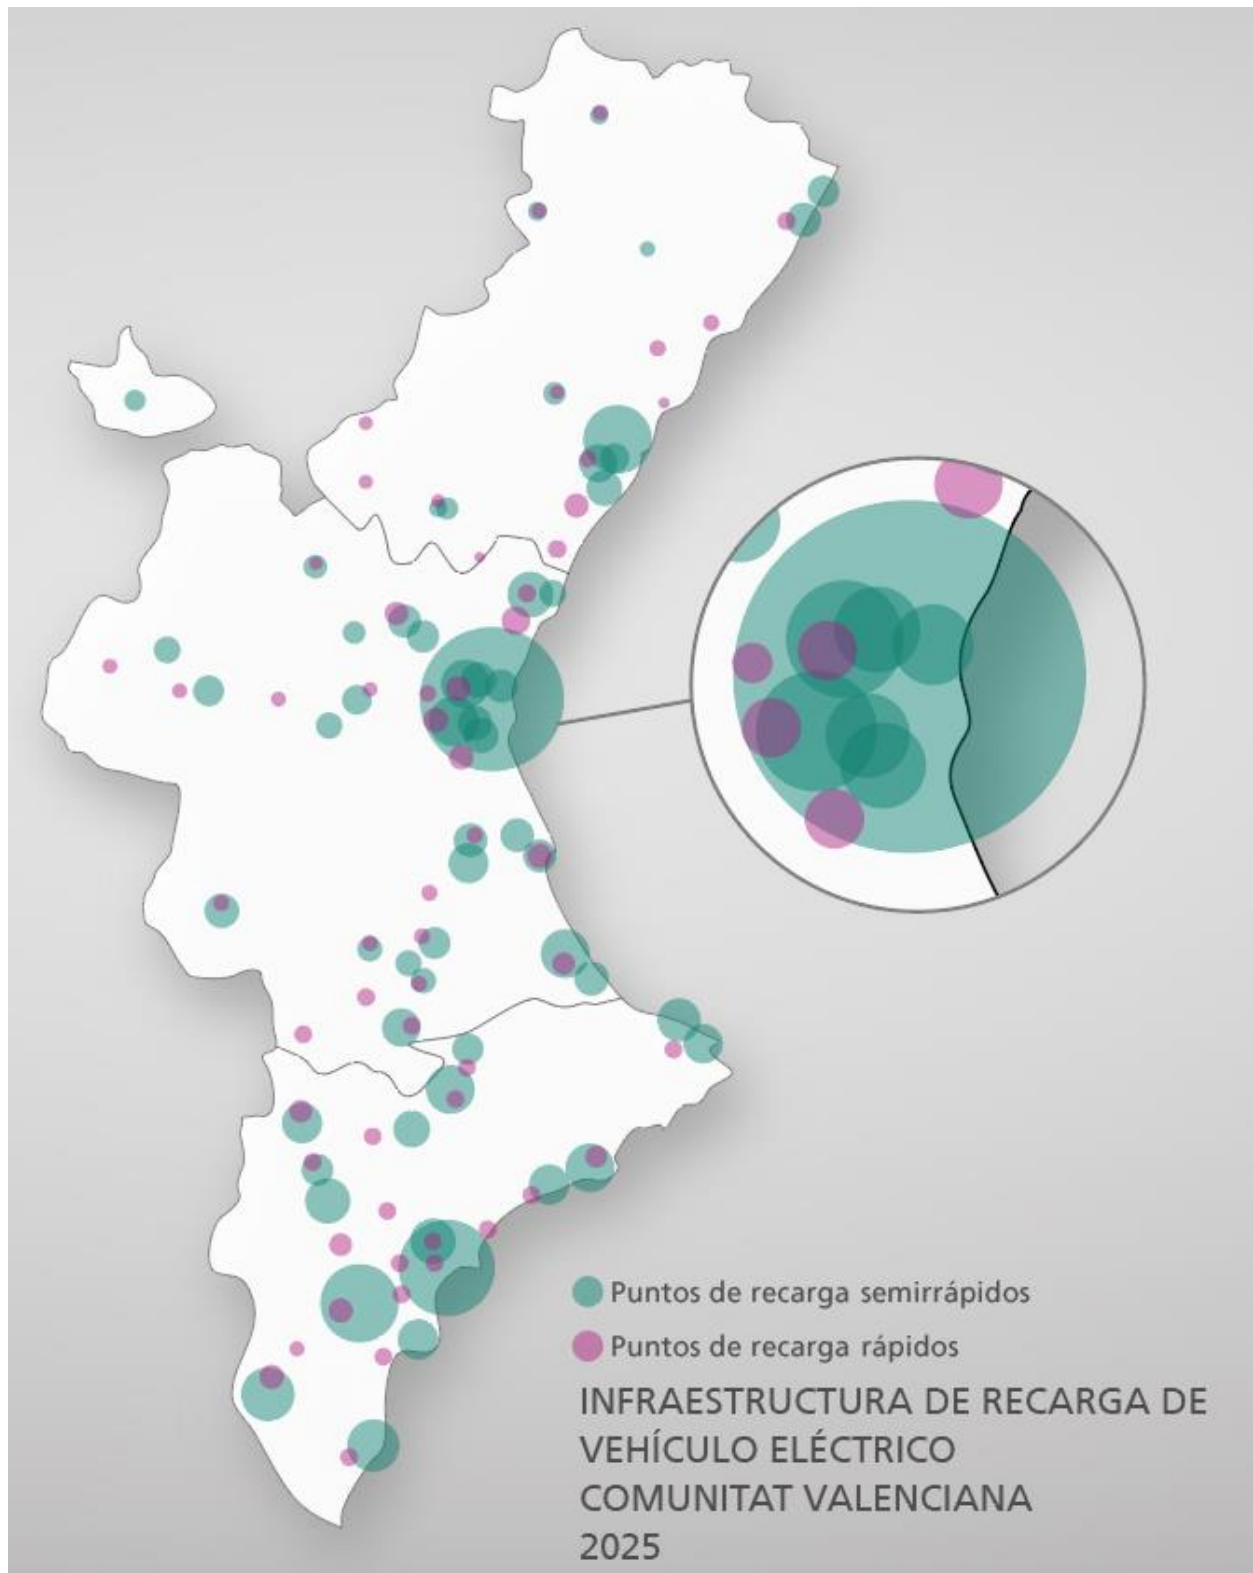 Puntos de recarga semirrápidos
Puntos de recarga rápidos
INFRAESTRUCTURA DE RECARGA DE
VEHÍCULO ELÉCTRICO
COMUNITAT VALENCIANA
2025